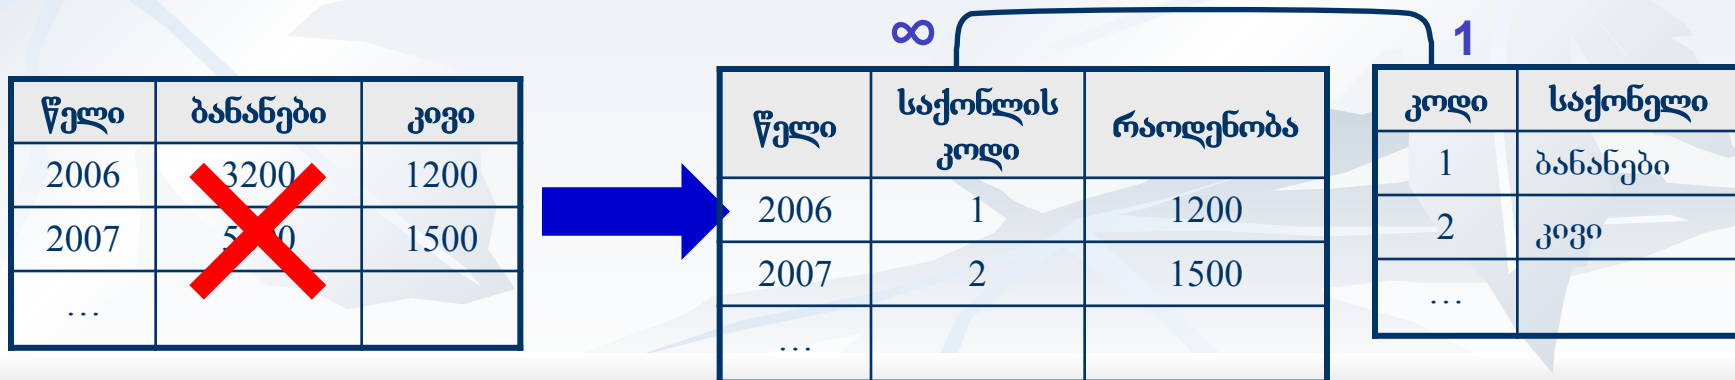 ∞ 1
წელი ბანანები კივი
2006 3200 1200
2007 1500
...
წელი საქონლის კოდი რაოდენობა
2006 1 1200
2007 2 1500
...
კოდი საქონელი
1 ბანანები
2 კივი
...